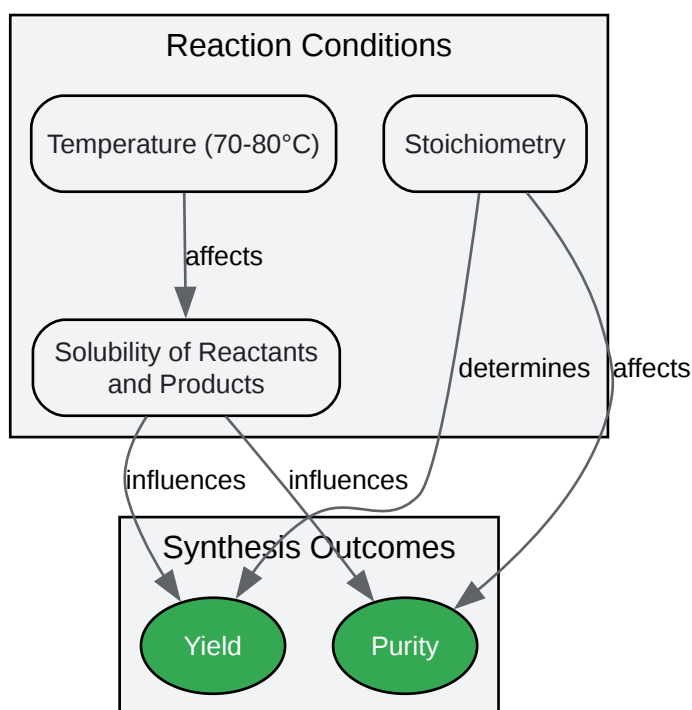 Reaction Conditions
Temperature (70-80°C)
Stoichiometry
affects
Solubility of Reactants
and Products
determines
affects
influences
influences
Synthesis Outcomes
Yield
Purity